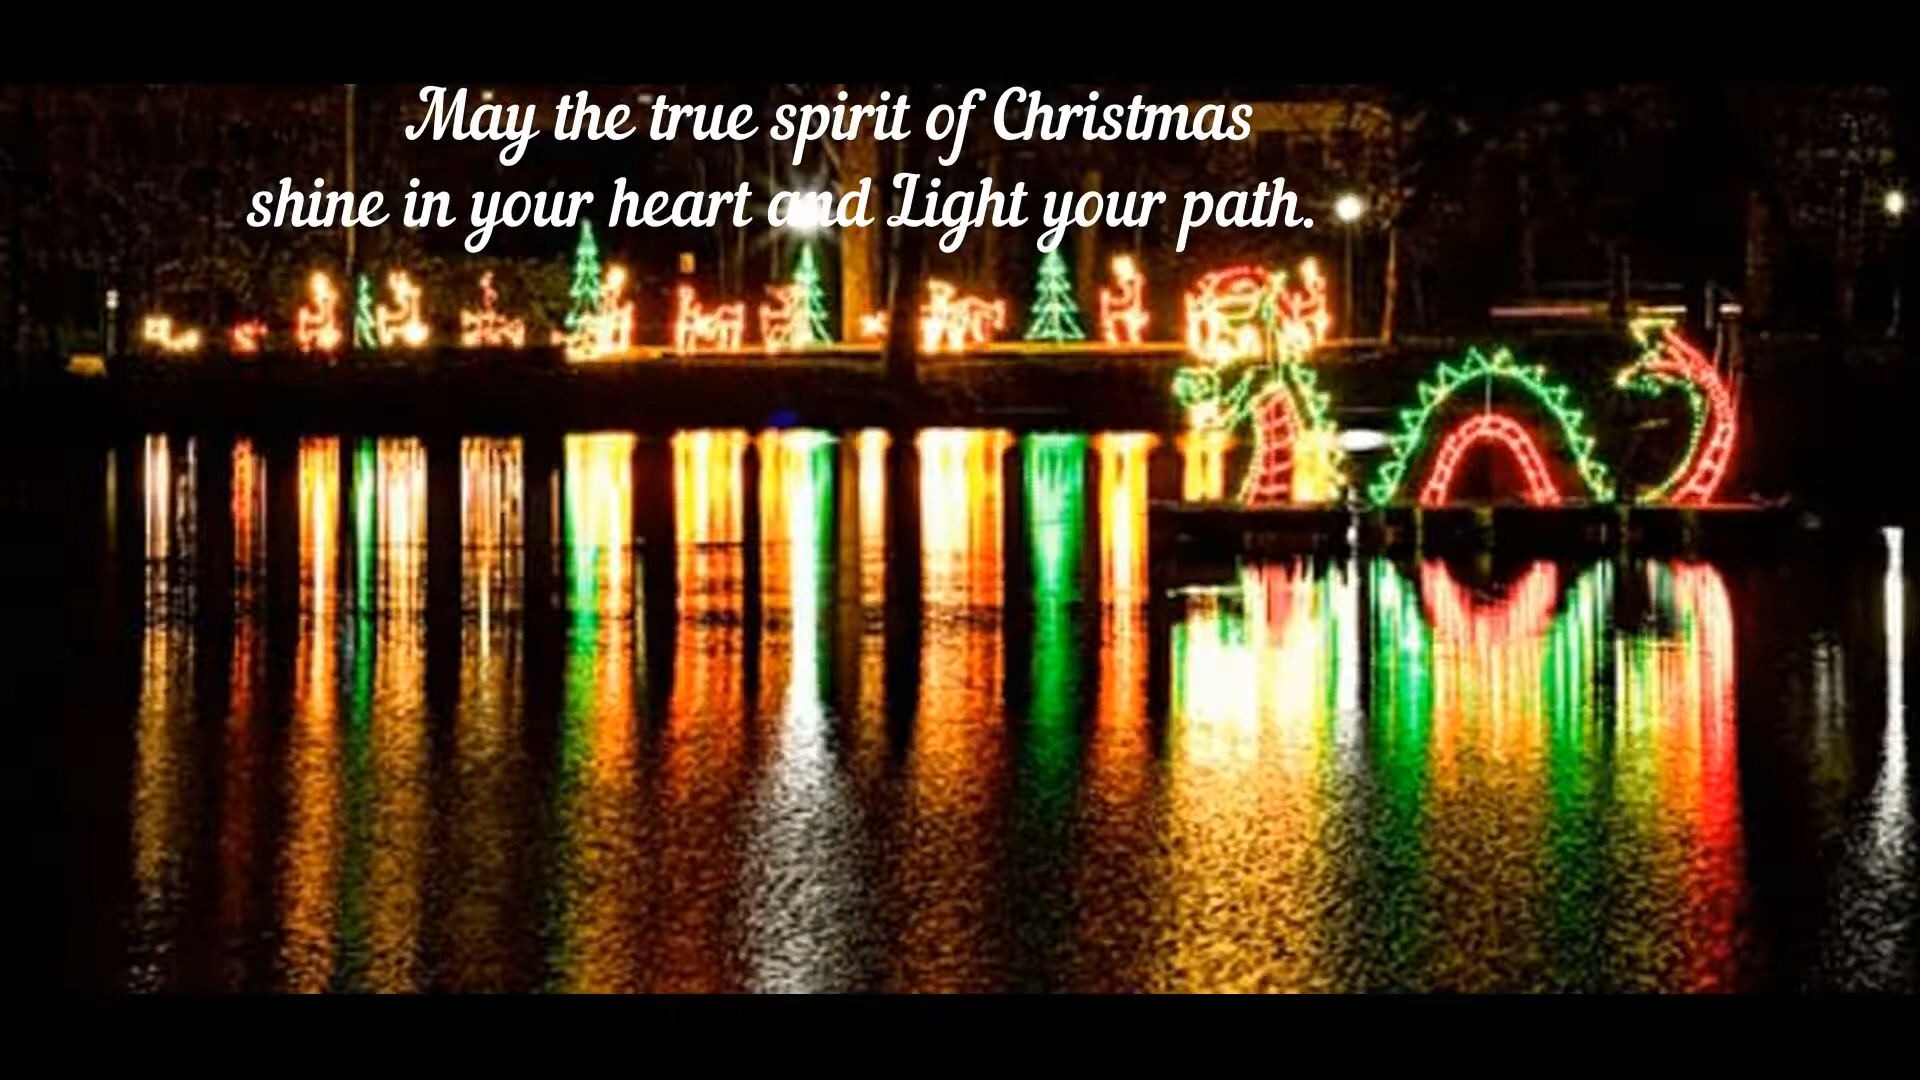 May the true spirit of Christmas
shine in your heart and Light your path.